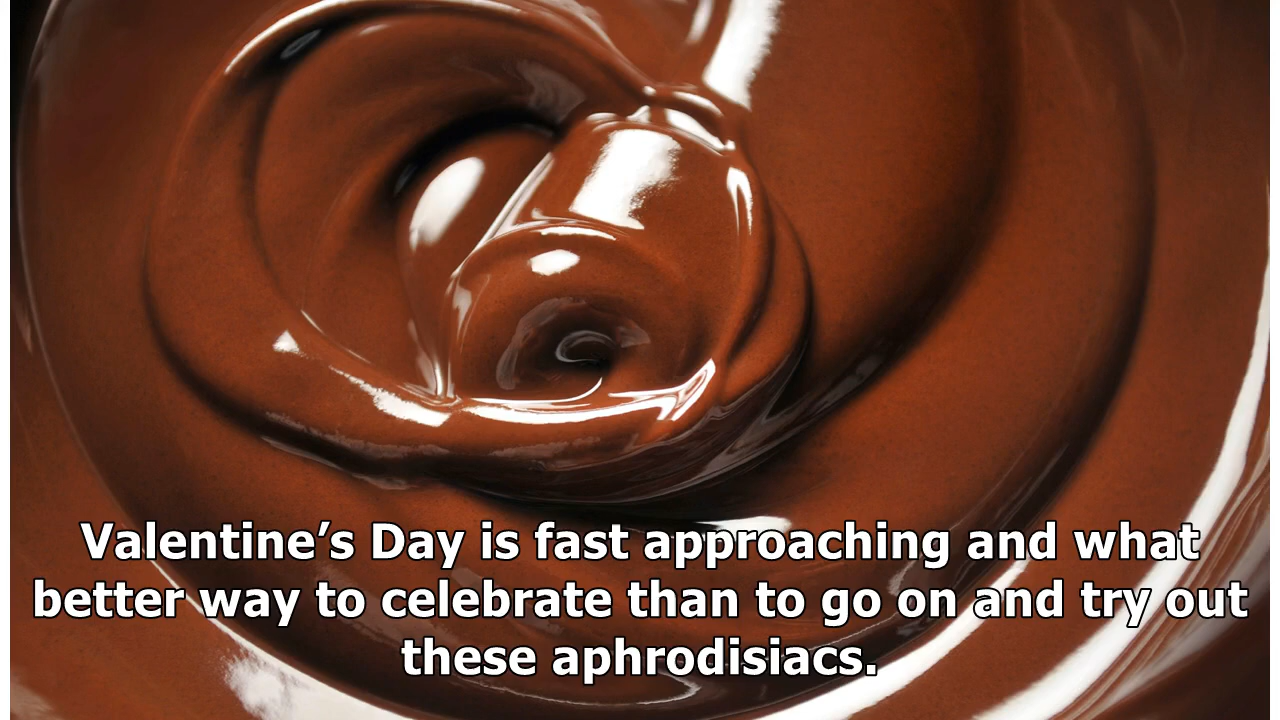 Valentine’s Day is fast approaching and what
better way to celebrate than to go on and try out
these aphrodisiacs.